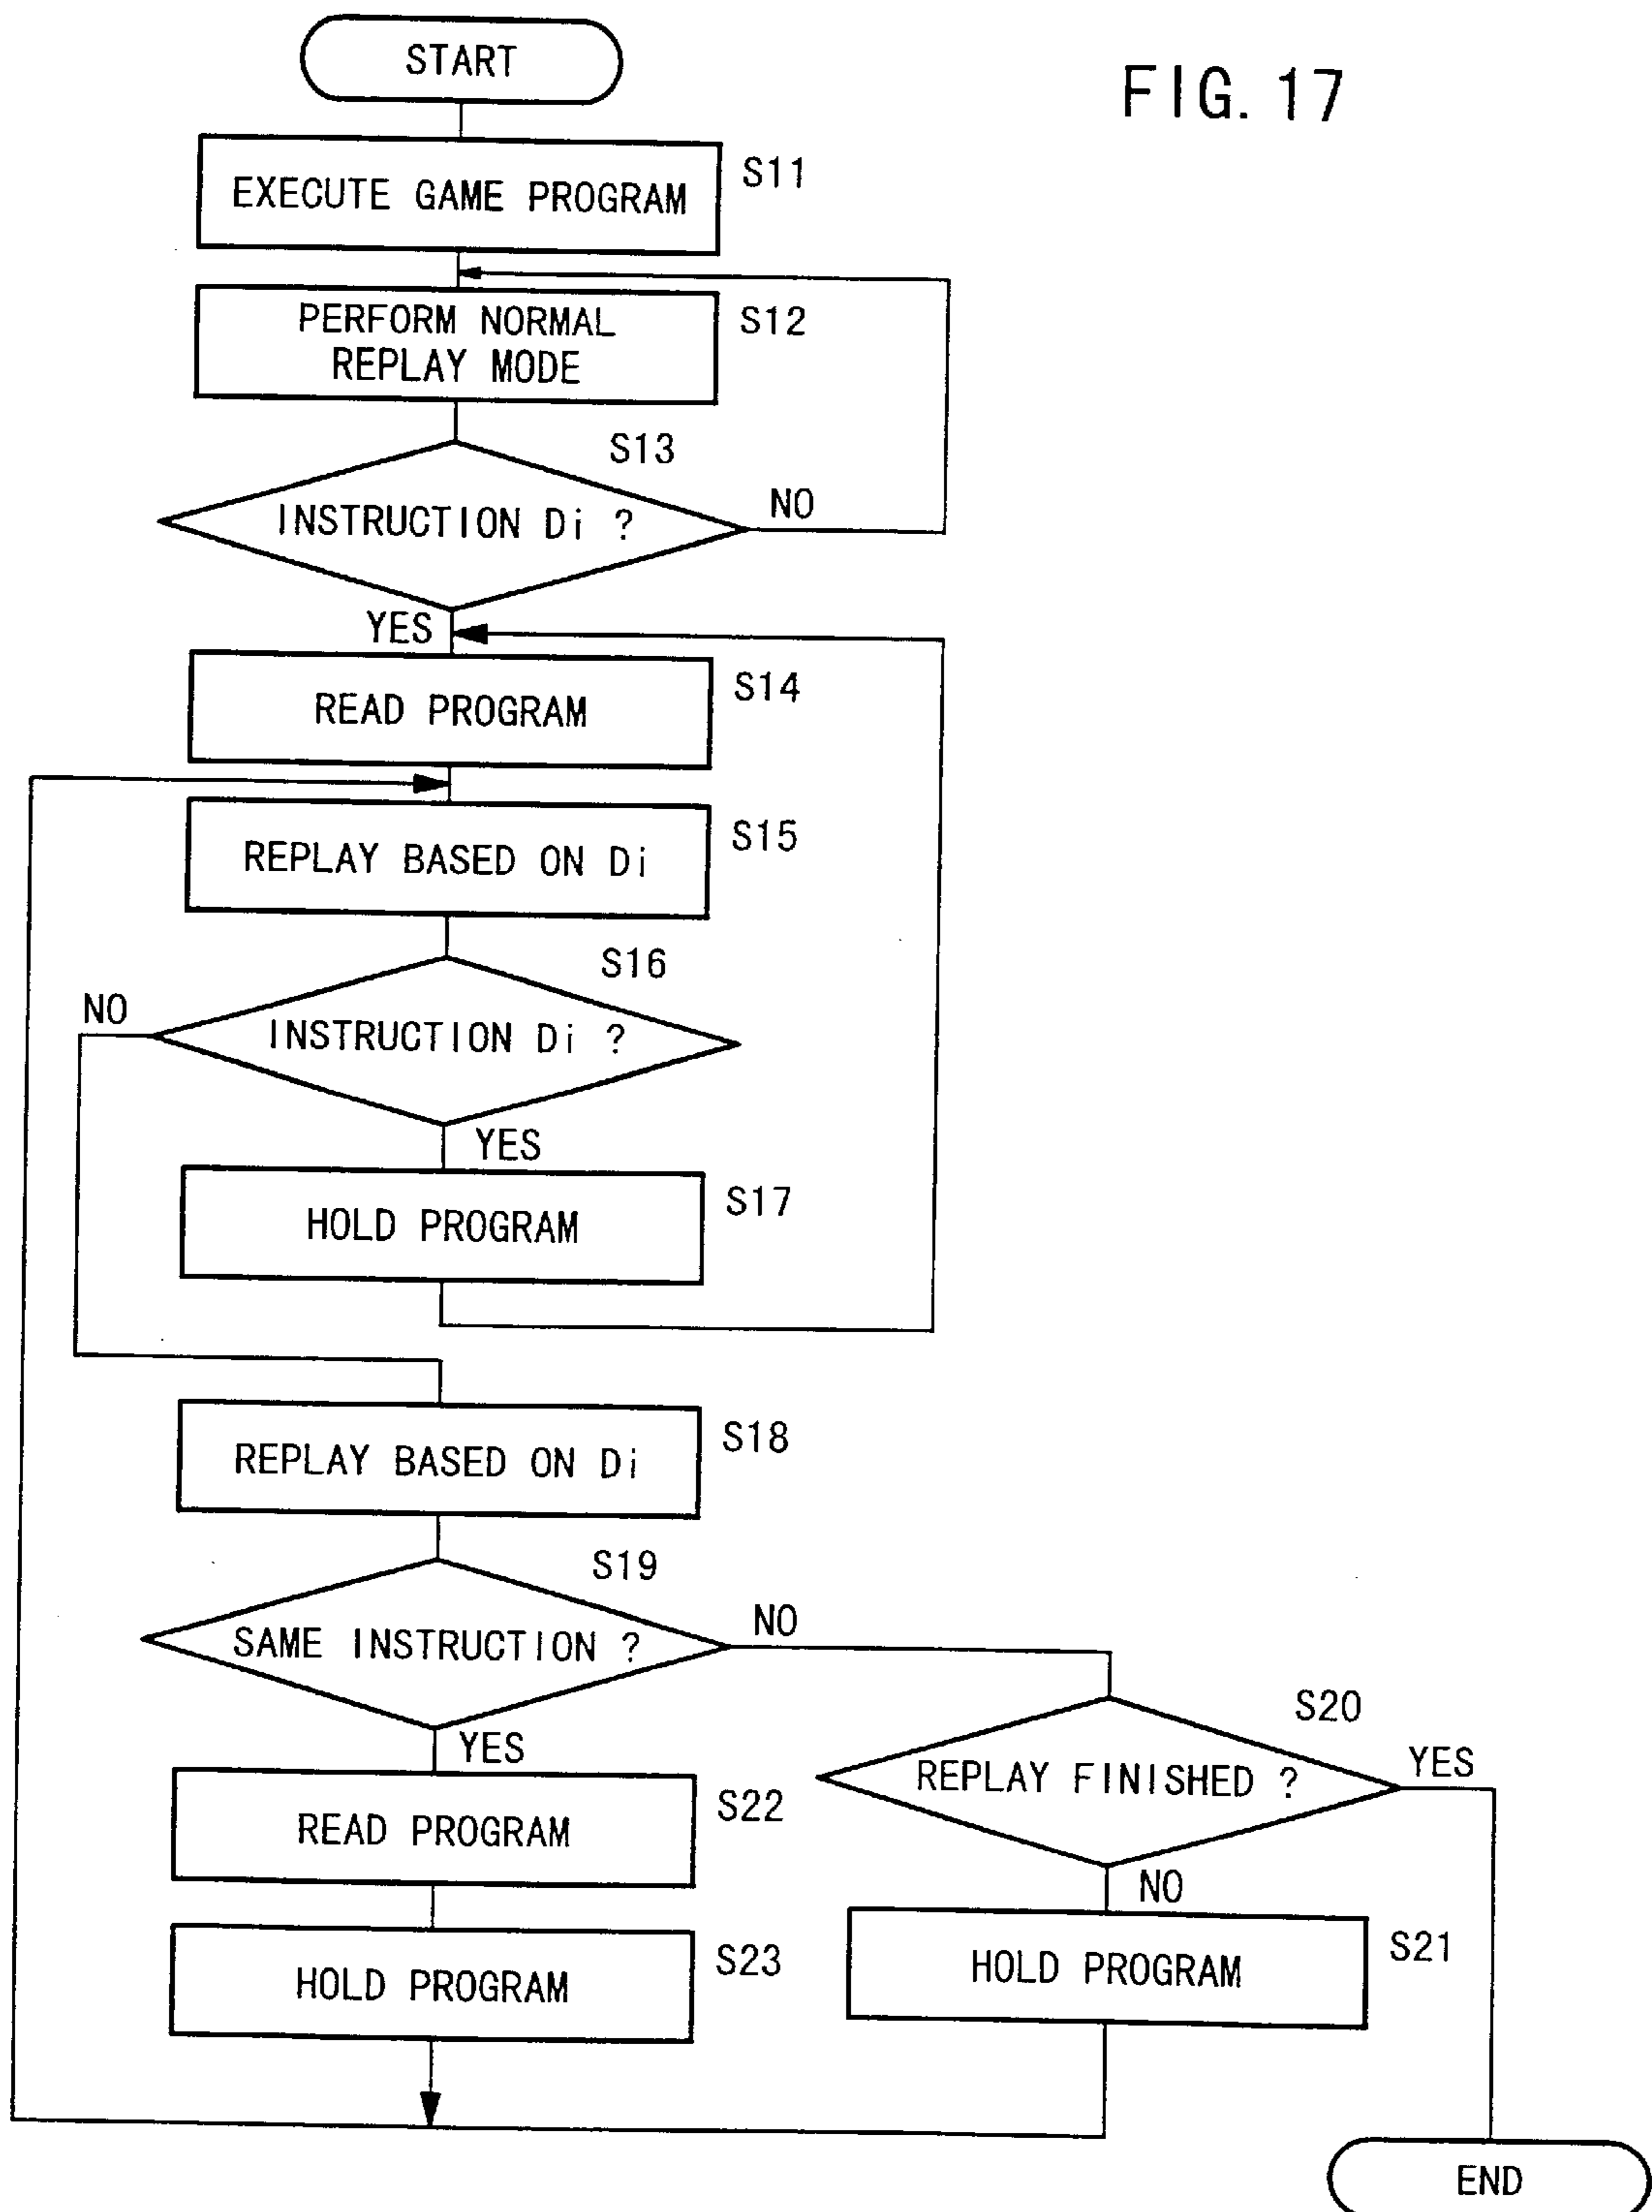 START
FIG. 17
EXECUTE GAME PROGRAM
S11
PERFORM NORMAL
REPLAY MODE
S12
S13
INSTRUCTION Di ?
NO
YES
READ PROGRAM
S14
REPLAY BASED ON Di
S15
S16
NO
INSTRUCTION Di ?
YES
HOLD PROGRAM
S17
REPLAY BASED ON Di
S18
S19
SAME INSTRUCTION ?
NO
S20
YES
REPLAY FINISHED ?
YES
READ PROGRAM
S22
NO
HOLD PROGRAM
S23
HOLD PROGRAM
S21
END